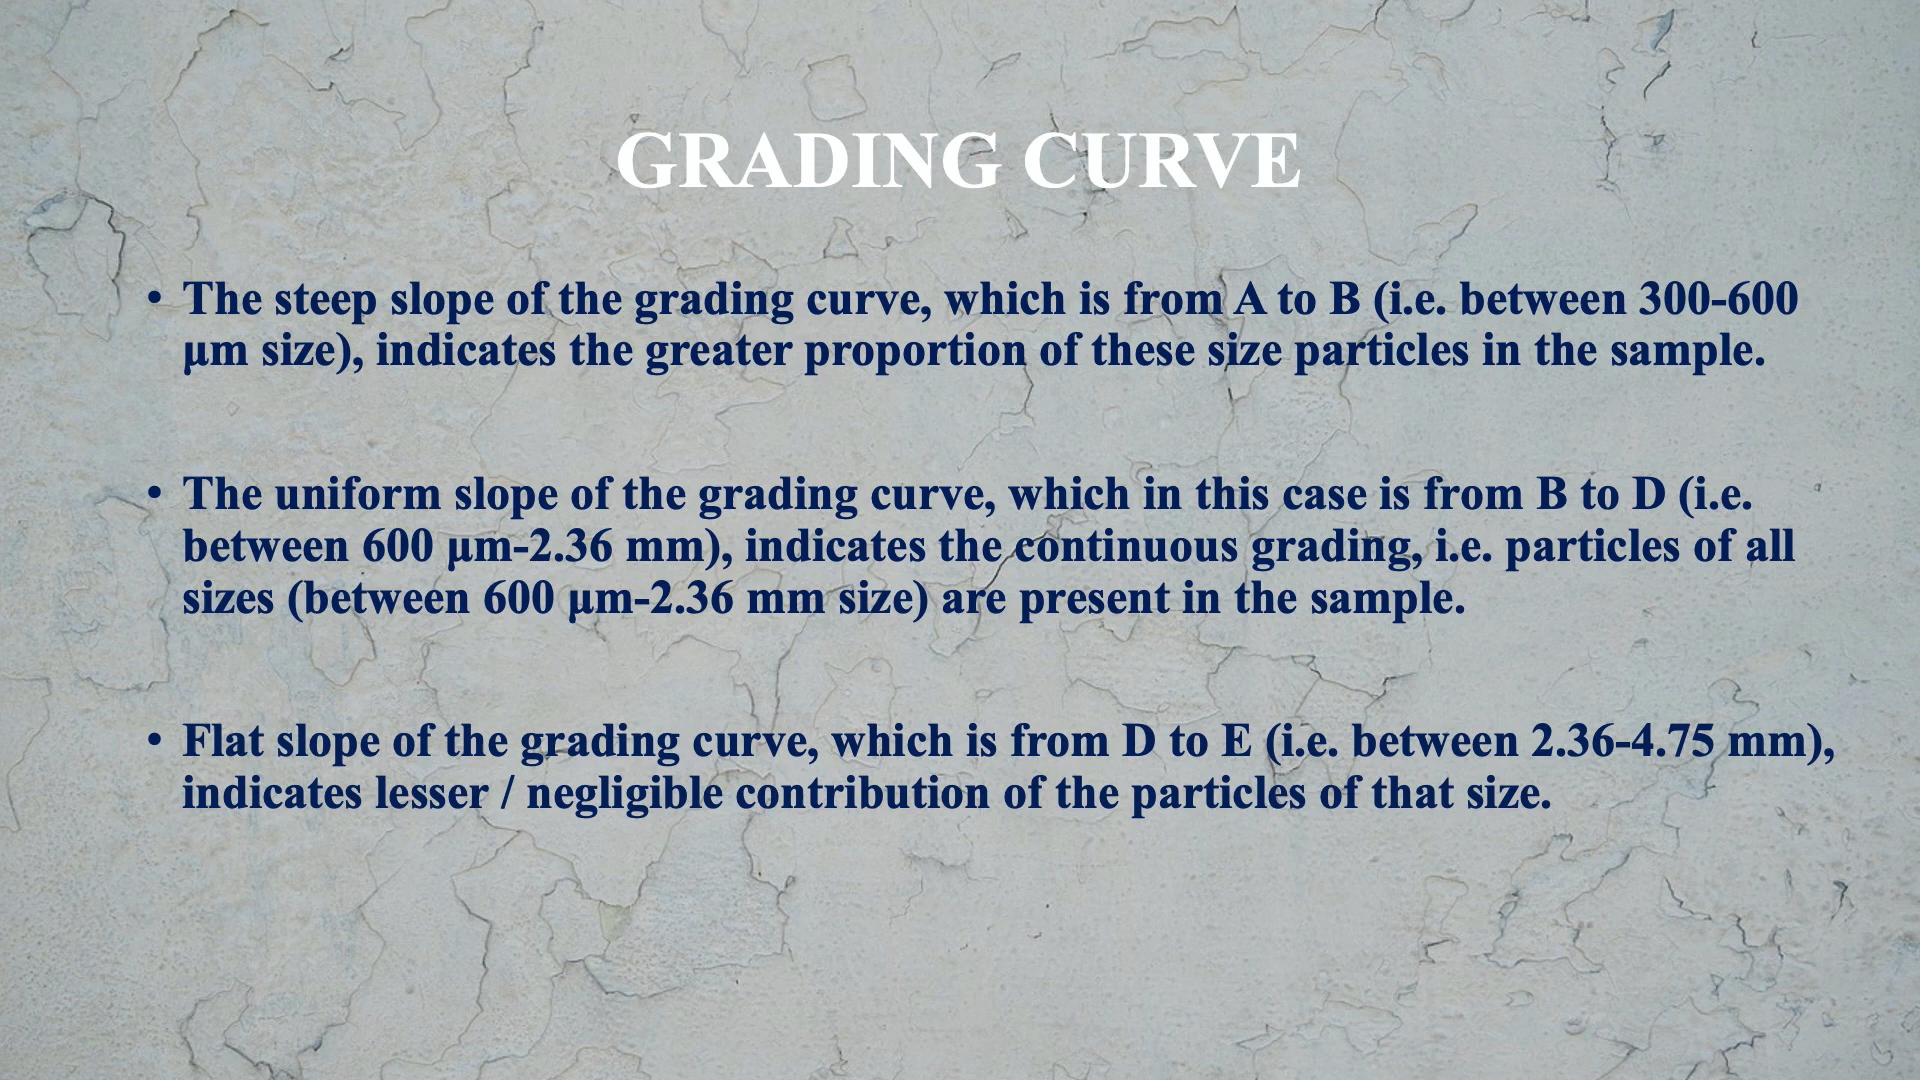 GRADING CURVE
• The steep slope of the grading curve, which is from A to B (i.e. between 300-600
μm size), indicates the greater proportion of these size particles in the sample.
• The uniform slope of the grading curve, which in this case is from B to D (i.e.
between 600 μm-2.36 mm), indicates the continuous grading, i.e. particles of all
sizes (between 600 μm-2.36 mm size) are present in the sample.
• Flat slope of the grading curve, which is from D to E (i.e. between 2.36-4.75 mm),
indicates lesser / negligible contribution of the particles of that size.